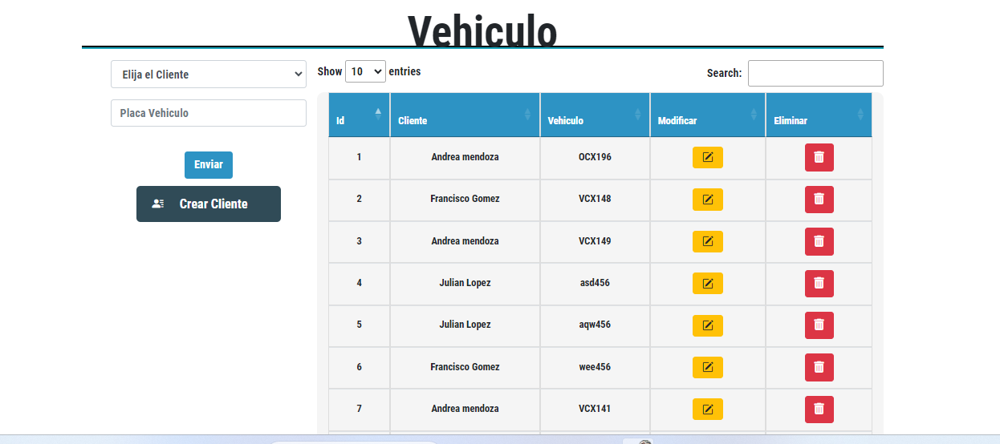 Vehiculo
Elija el Cliente
Placa Vehiculo
Enviar
Crear Cliente
Show 10 entries
Search:
Id Cliente Vehiculo Modificar Eliminar
1 Andrea mendoza OCX196
2 Francisco Gomez VCX148
3 Andrea mendoza VCX149
4 Julian Lopez asd456
5 Julian Lopez aqw456
6 Francisco Gomez wee456
7 Andrea mendoza VCX141